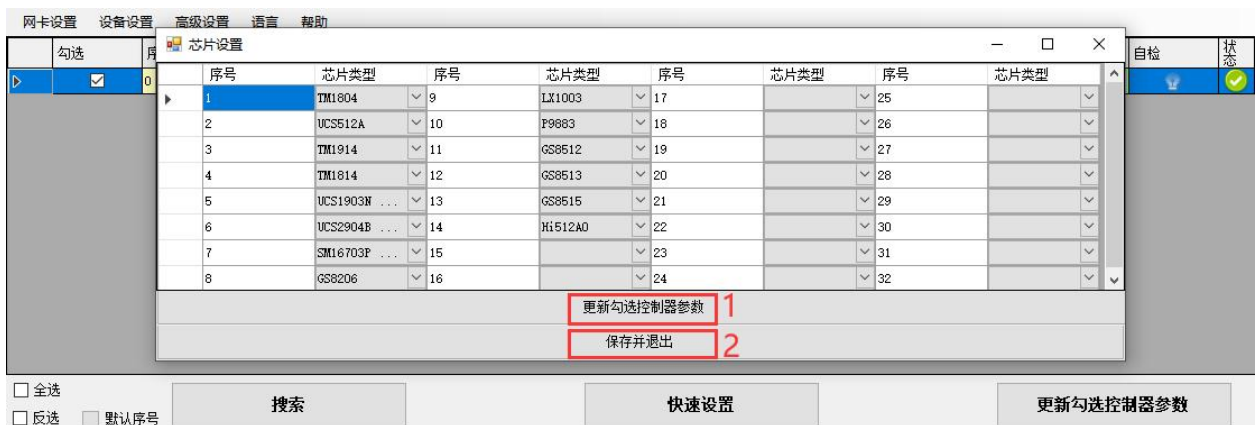 网卡设置 设备设置 高级设置 语言 帮助
勾选 序 芯片设置 自检 状态
0
序号 芯片类型 序号 芯片类型 序号 芯片类型 序号 芯片类型
1 TM1804 9 LX1003 17 25
2 UCS512A 10 P9883 18 26
3 TM1914 11 GS8512 19 27
4 TM1814 12 GS8513 20 28
5 UCS1903N ... 13 GS8515 21 29
6 UCS2904B ... 14 Hi512A0 22 30
7 SM16703P ... 15 23 31
8 GS8206 16 24 32
更新勾选控制器参数 1
保存并退出 2
全选
反选 默认序号 搜索 快速设置 更新勾选控制器参数